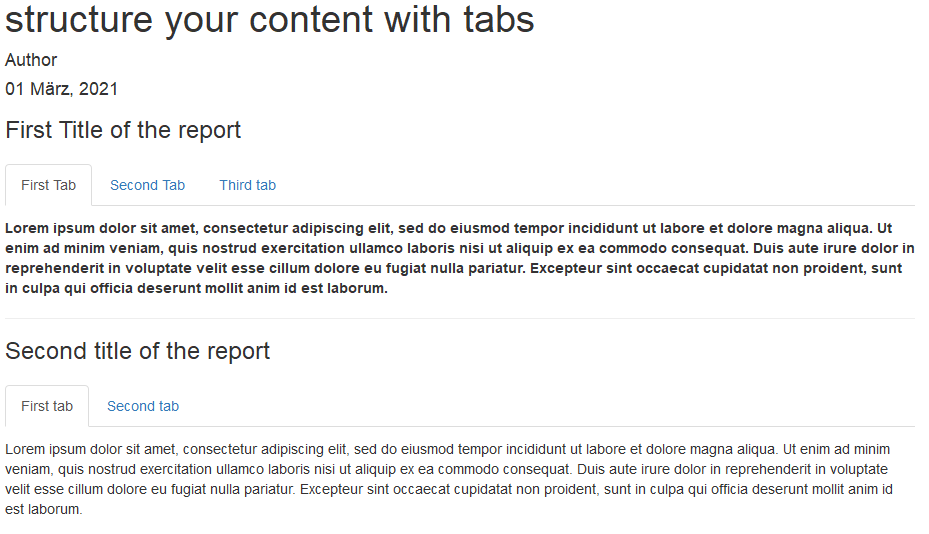 structure your content with tabs
Author
01 März, 2021
First Title of the report
First Tab Second Tab Third tab
Lorem ipsum dolor sit amet, consectetur adipiscing elit, sed do eiusmod tempor incididunt ut labore et dolore magna aliqua. Ut
enim ad minim veniam, quis nostrud exercitation ullamco laboris nisi ut aliquip ex ea commodo consequat. Duis aute irure dolor in
reprehenderit in voluptate velit esse cillum dolore eu fugiat nulla pariatur. Excepteur sint occaecat cupidatat non proident, sunt
in culpa qui officia deserunt mollit anim id est laborum.
Second title of the report
First tab Second tab
Lorem ipsum dolor sit amet, consectetur adipiscing elit, sed do eiusmod tempor incididunt ut labore et dolore magna aliqua. Ut enim ad minim
veniam, quis nostrud exercitation ullamco laboris nisi ut aliquip ex ea commodo consequat. Duis aute irure dolor in reprehenderit in voluptate
velit esse cillum dolore eu fugiat nulla pariatur. Excepteur sint occaecat cupidatat non proident, sunt in culpa qui officia deserunt mollit anim id
est laborum.